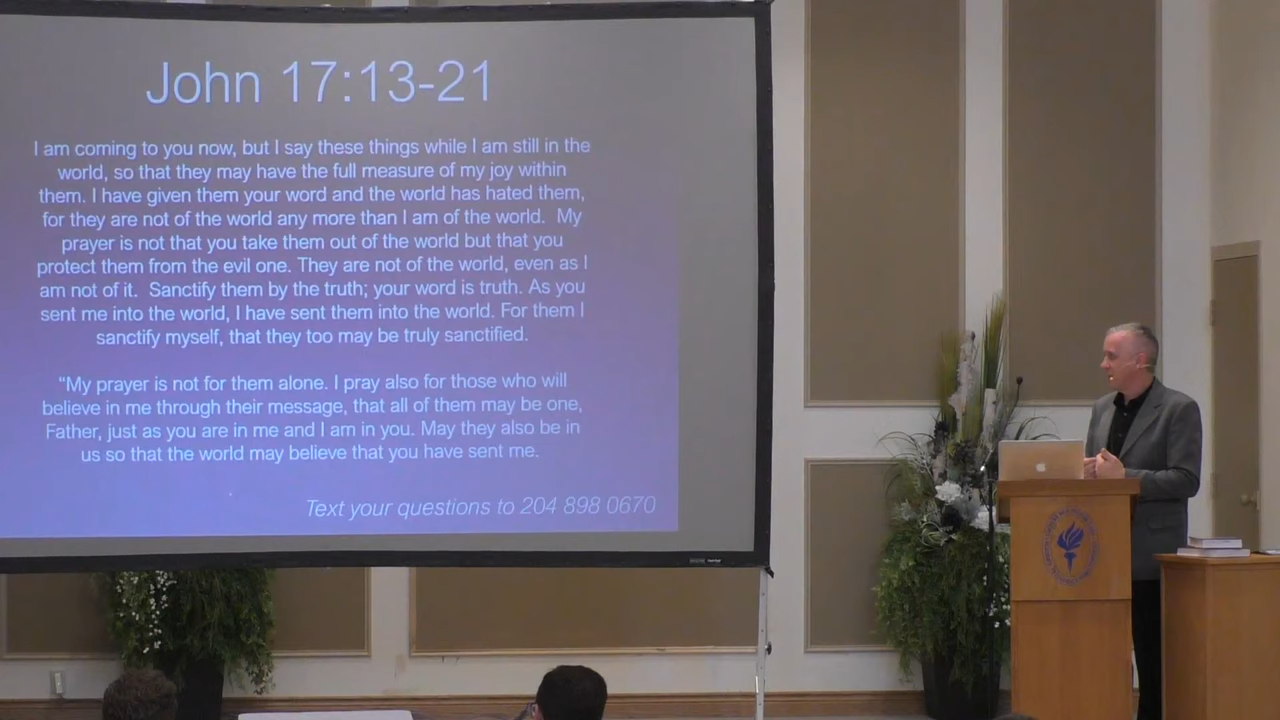 John 17:13-21
I am coming to you now, but I say these things while I am still in the
world, so that they may have the full measure of my joy within
them. I have given them your word and the world has hated them,
for they are not of the world any more than I am of the world.  My
prayer is not that you take them out of the world but that you
protect them from the evil one. They are not of the world, even as I
am not of it.  Sanctify them by the truth; your word is truth. As you
sent me into the world, I have sent them into the world. For them I
sanctify myself, that they too may be truly sanctified.
“My prayer is not for them alone. I pray also for those who will
believe in me through their message, that all of them may be one,
Father, just as you are in me and I am in you. May they also be in
us so that the world may believe that you have sent me.
Text your questions to 204 898 0670